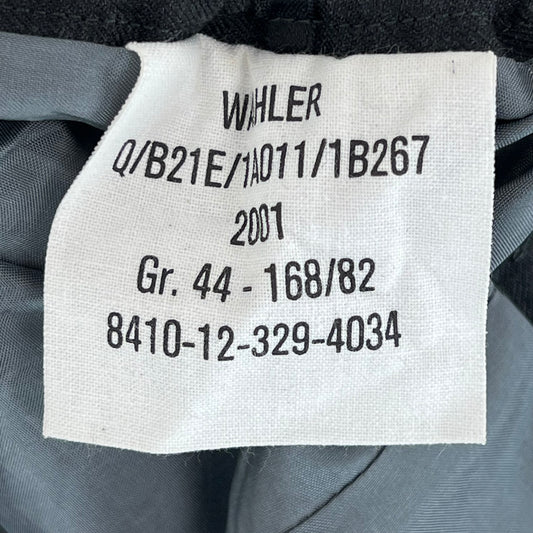 WAHLER
Q/B21E/1A011/1B267
2001
Gr. 44 - 168/82
8410-12-329-4034